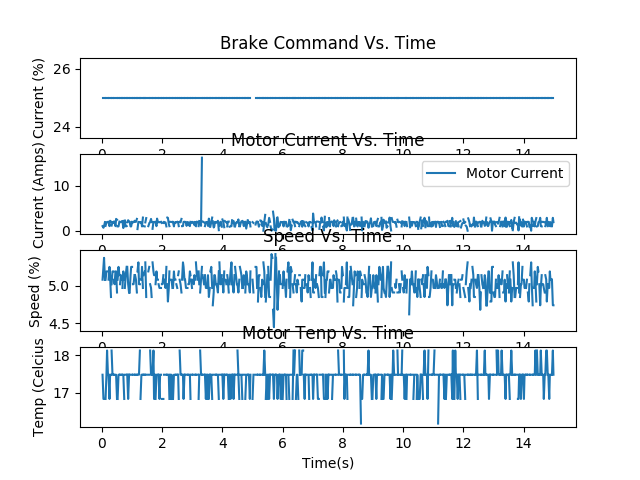 Brake Command Vs. Time
Current (%)
26
24
0 2 4 6 8 10 12 14
Motor Current Vs. Time
Current (Amps)
10
0
Motor Current
0 2 4 6 8 10 12 14
Speed Vs. Time
Speed (%)
5.0
4.5
0 2 4 6 8 10 12 14
Motor Tenp Vs. Time
Temp (Celcius
18
17
0 2 4 6 8 10 12 14
Time(s)